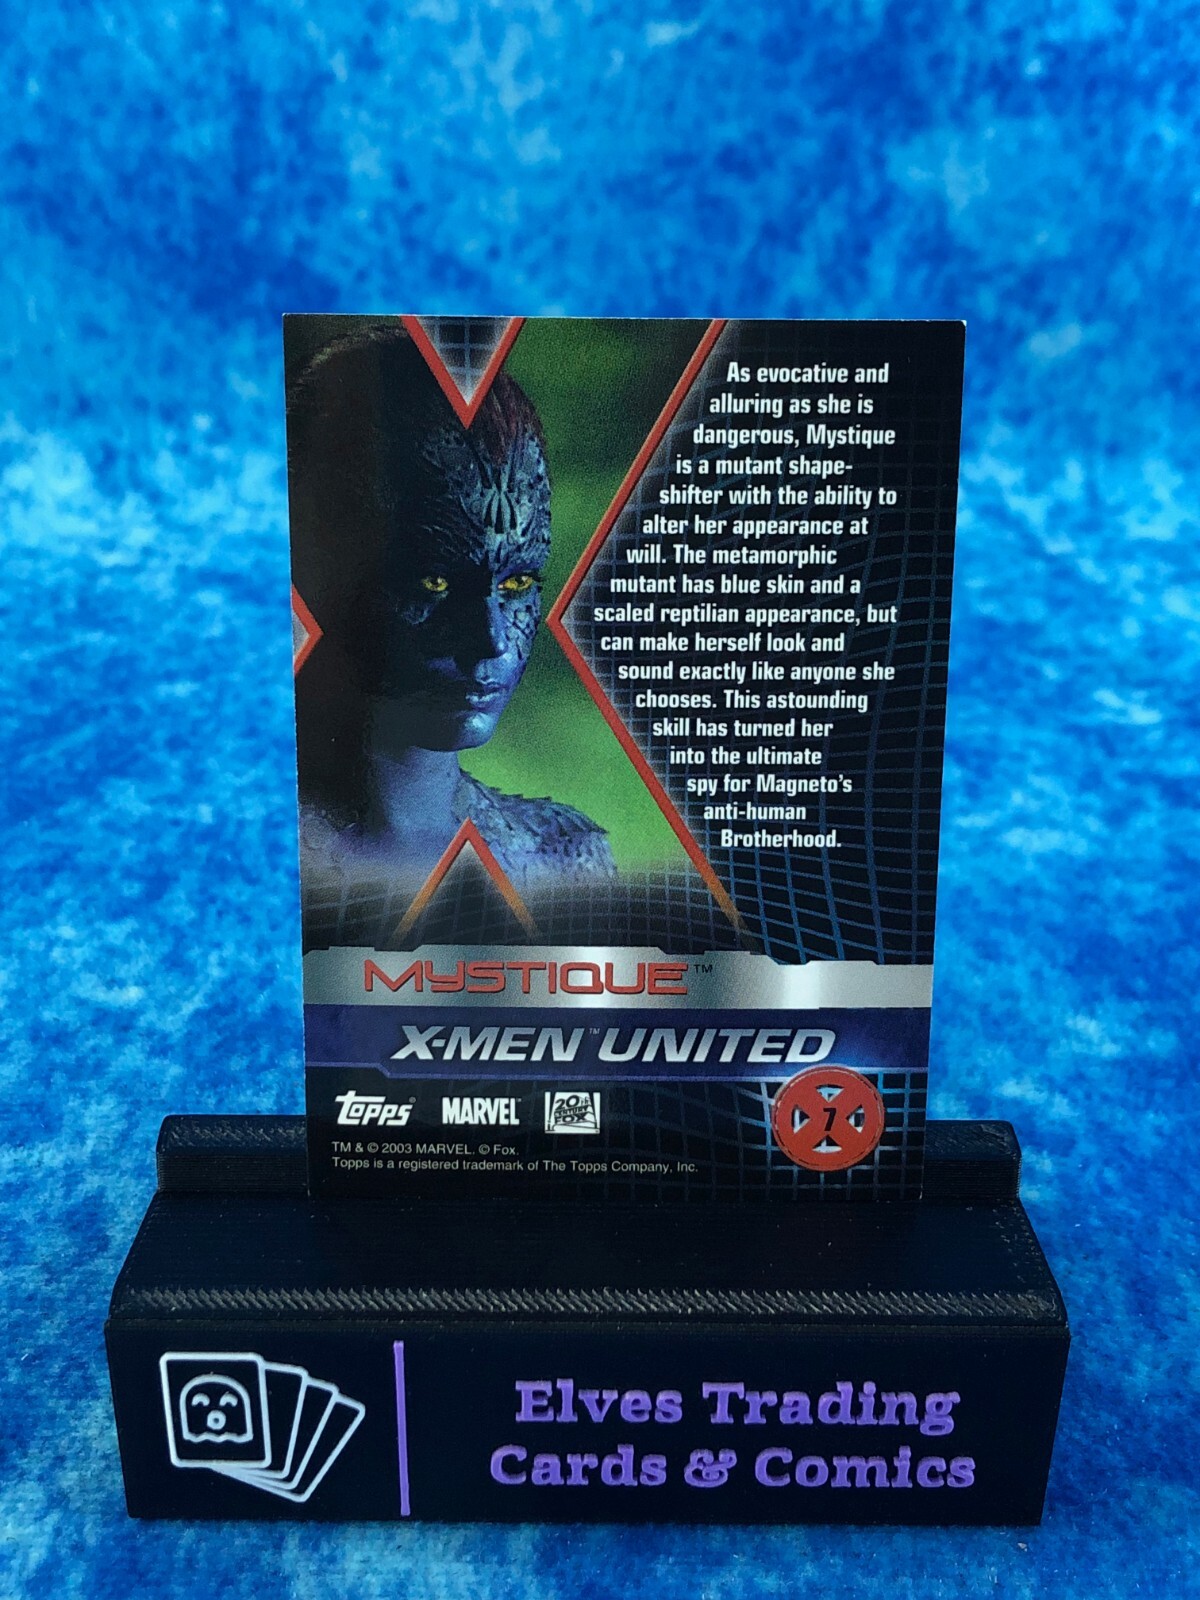 As evocative and
alluring as she is
dangerous, Mystique
is a mutant shape-
shifter with the ability to
alter her appearance at
will. The metamorphic
mutant has blue skin and a
scaled reptilian appearance, but
can make herself look and
sound exactly like anyone she
chooses. This astounding
skill has turned her
into the ultimate
spy for Magneto's
anti-human
Brotherhood.
MYSTIQUE™
X-MEN™ UNITED
topps® MARVEL™ 20th CENTURY FOX
7
TM & © 2003 MARVEL. © Fox.
Topps is a registered trademark of The Topps Company, Inc.
Elves Trading
Cards & Comics